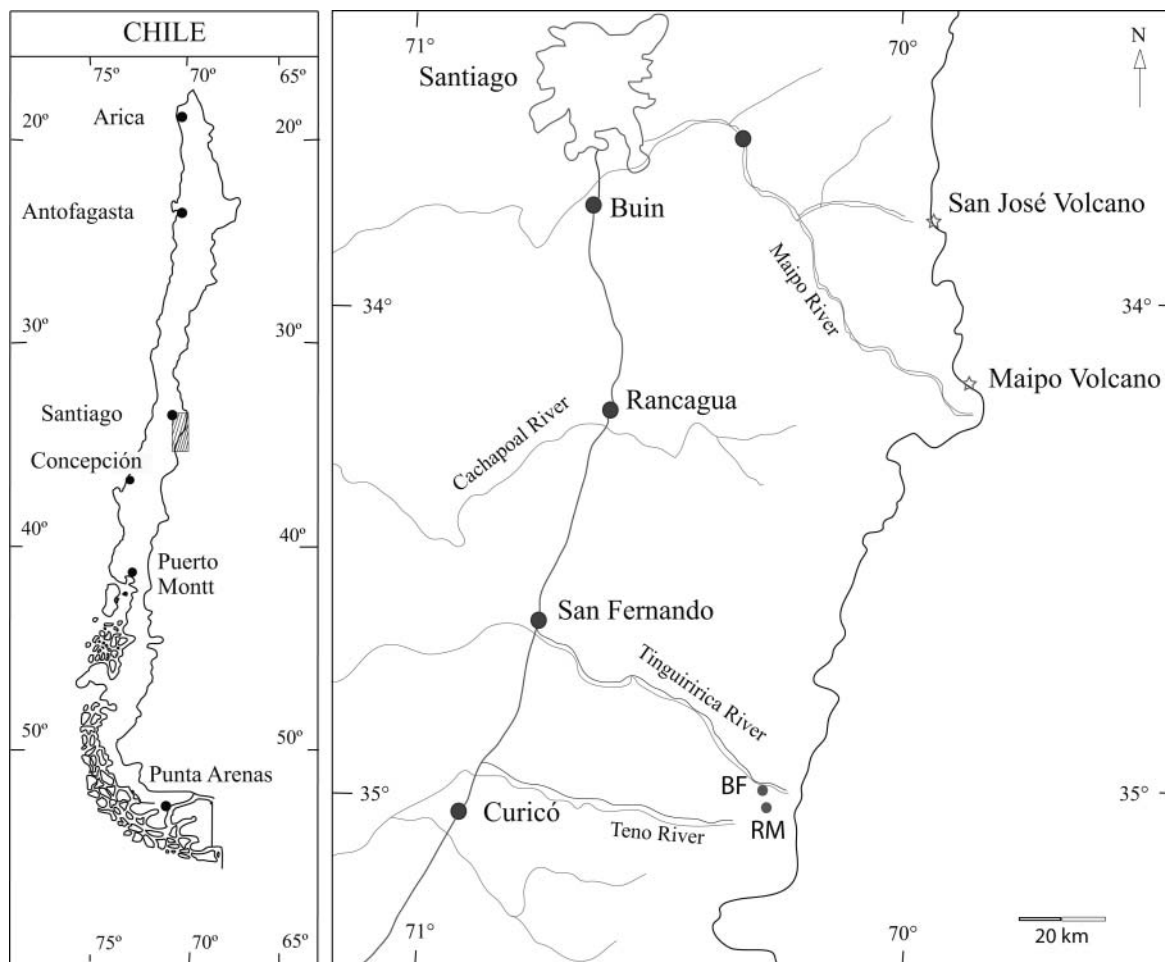 CHILE
75º
70º
65º
Arica
20º
20º
Antofagasta
30º
30º
Santiago
Concepción
40º
40º
Puerto
Montt
50º
50º
Punta Arenas
75º
70º
65º
71°
70°
N
Santiago
Buin
San José Volcano
Maipo River
34°
34°
Maipo Volcano
Rancagua
Cachapoal River
San Fernando
Tinguiririca River
35°
35°
BF
RM
Curicó
Teno River
71°
70°
20 km